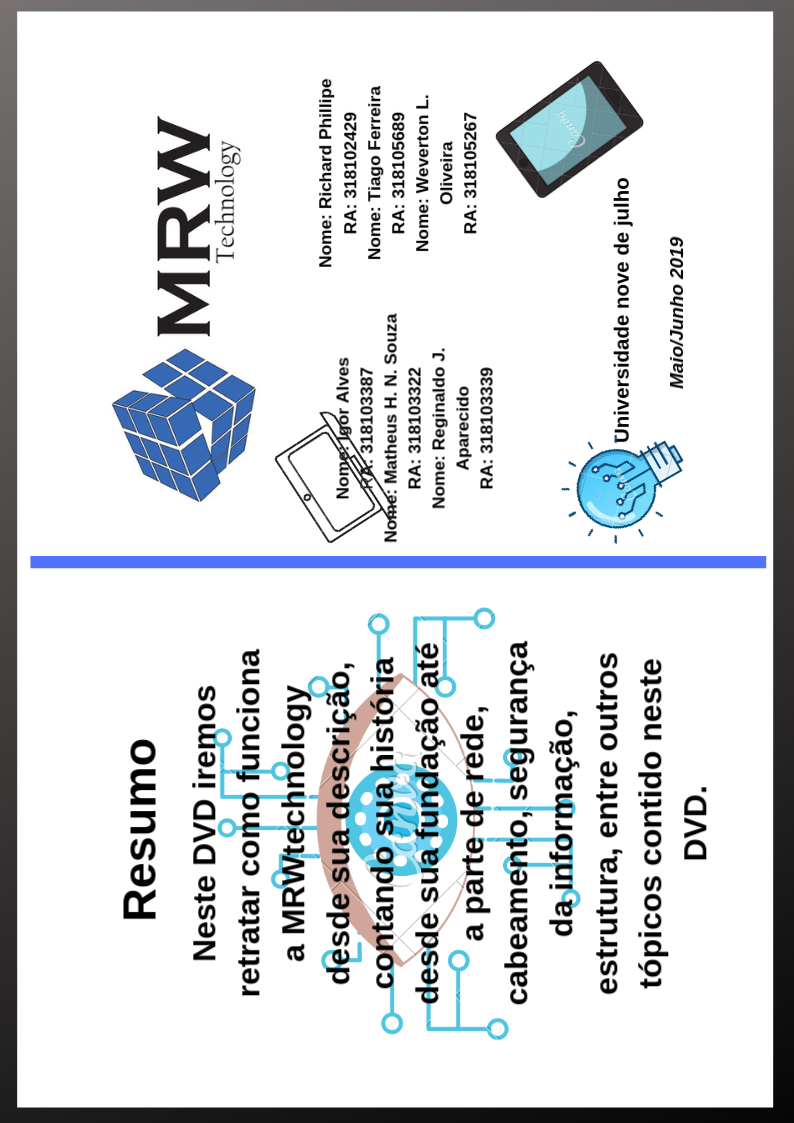 Resumo
Neste DVD iremos
retratar como funciona
a MRWtechnology
desde sua descrição,
contando sua história
desde sua fundação até
a parte de rede,
cabeamento, segurança
da informação,
estrutura, entre outros
tópicos contido neste
DVD.
Canva
MRW
Technology
Nome: Igor Alves
RA: 318103387
Nome: Matheus H. N. Souza
RA: 318103322
Nome: Reginaldo J.
Aparecido
RA: 318103339
Nome: Richard Phillipe
RA: 318102429
Nome: Tiago Ferreira
RA: 318105689
Nome: Weverton L.
Oliveira
RA: 318105267
Canva
Universidade nove de julho
Maio/Junho 2019